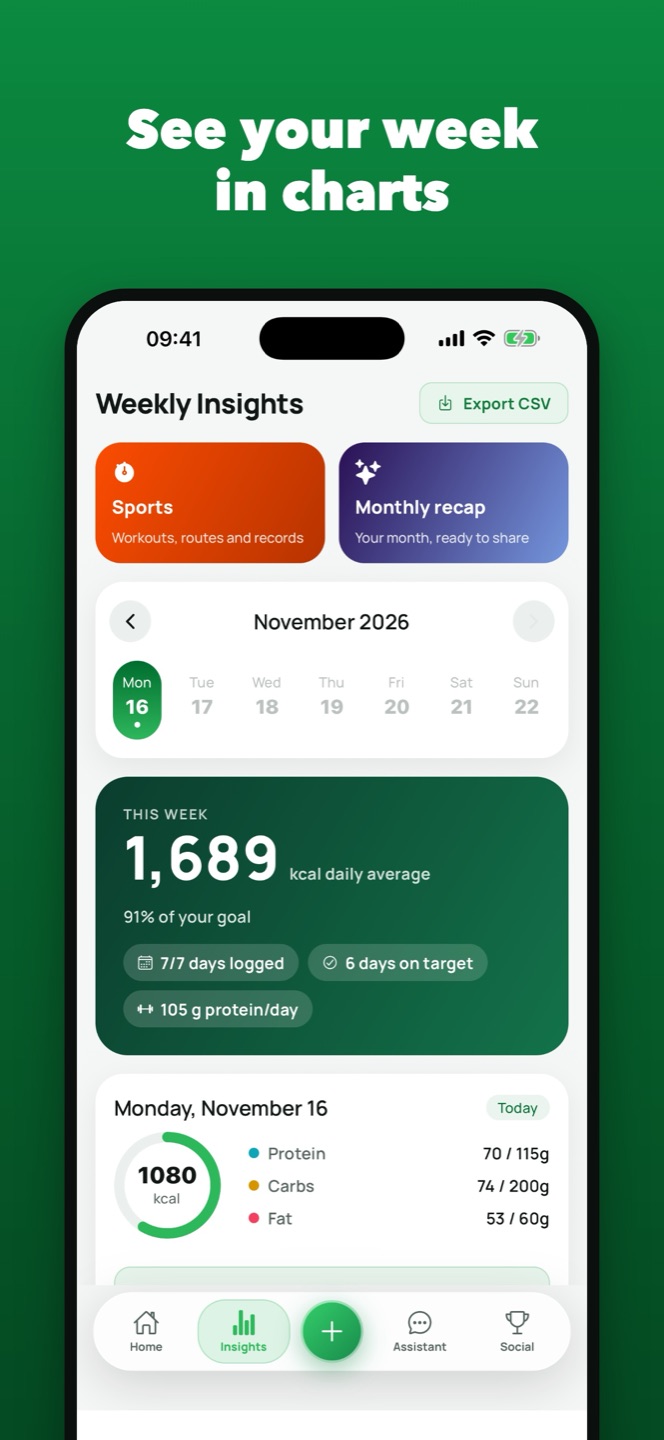 See your week
in charts
09:41
Weekly Insights
Export CSV
Sports
Workouts, routes and records
Monthly recap
Your month, ready to share
November 2026
Mon Tue Wed Thu Fri Sat Sun
16 17 18 19 20 21 22
THIS WEEK
1,689 kcal daily average
91% of your goal
7/7 days logged
6 days on target
105 g protein/day
Monday, November 16
Today
1080
kcal
Protein 70 / 115g
Carbs 74 / 200g
Fat 53 / 60g
Home Insights Assistant Social